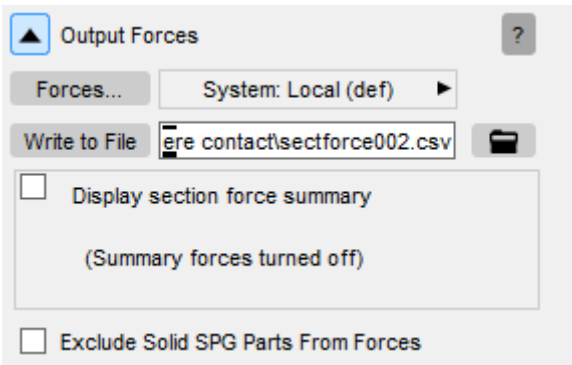 Output Forces ?
Forces... System: Local (def)
Write to File ere contact\sectforce002.csv
Display section force summary
(Summary forces turned off)
Exclude Solid SPG Parts From Forces